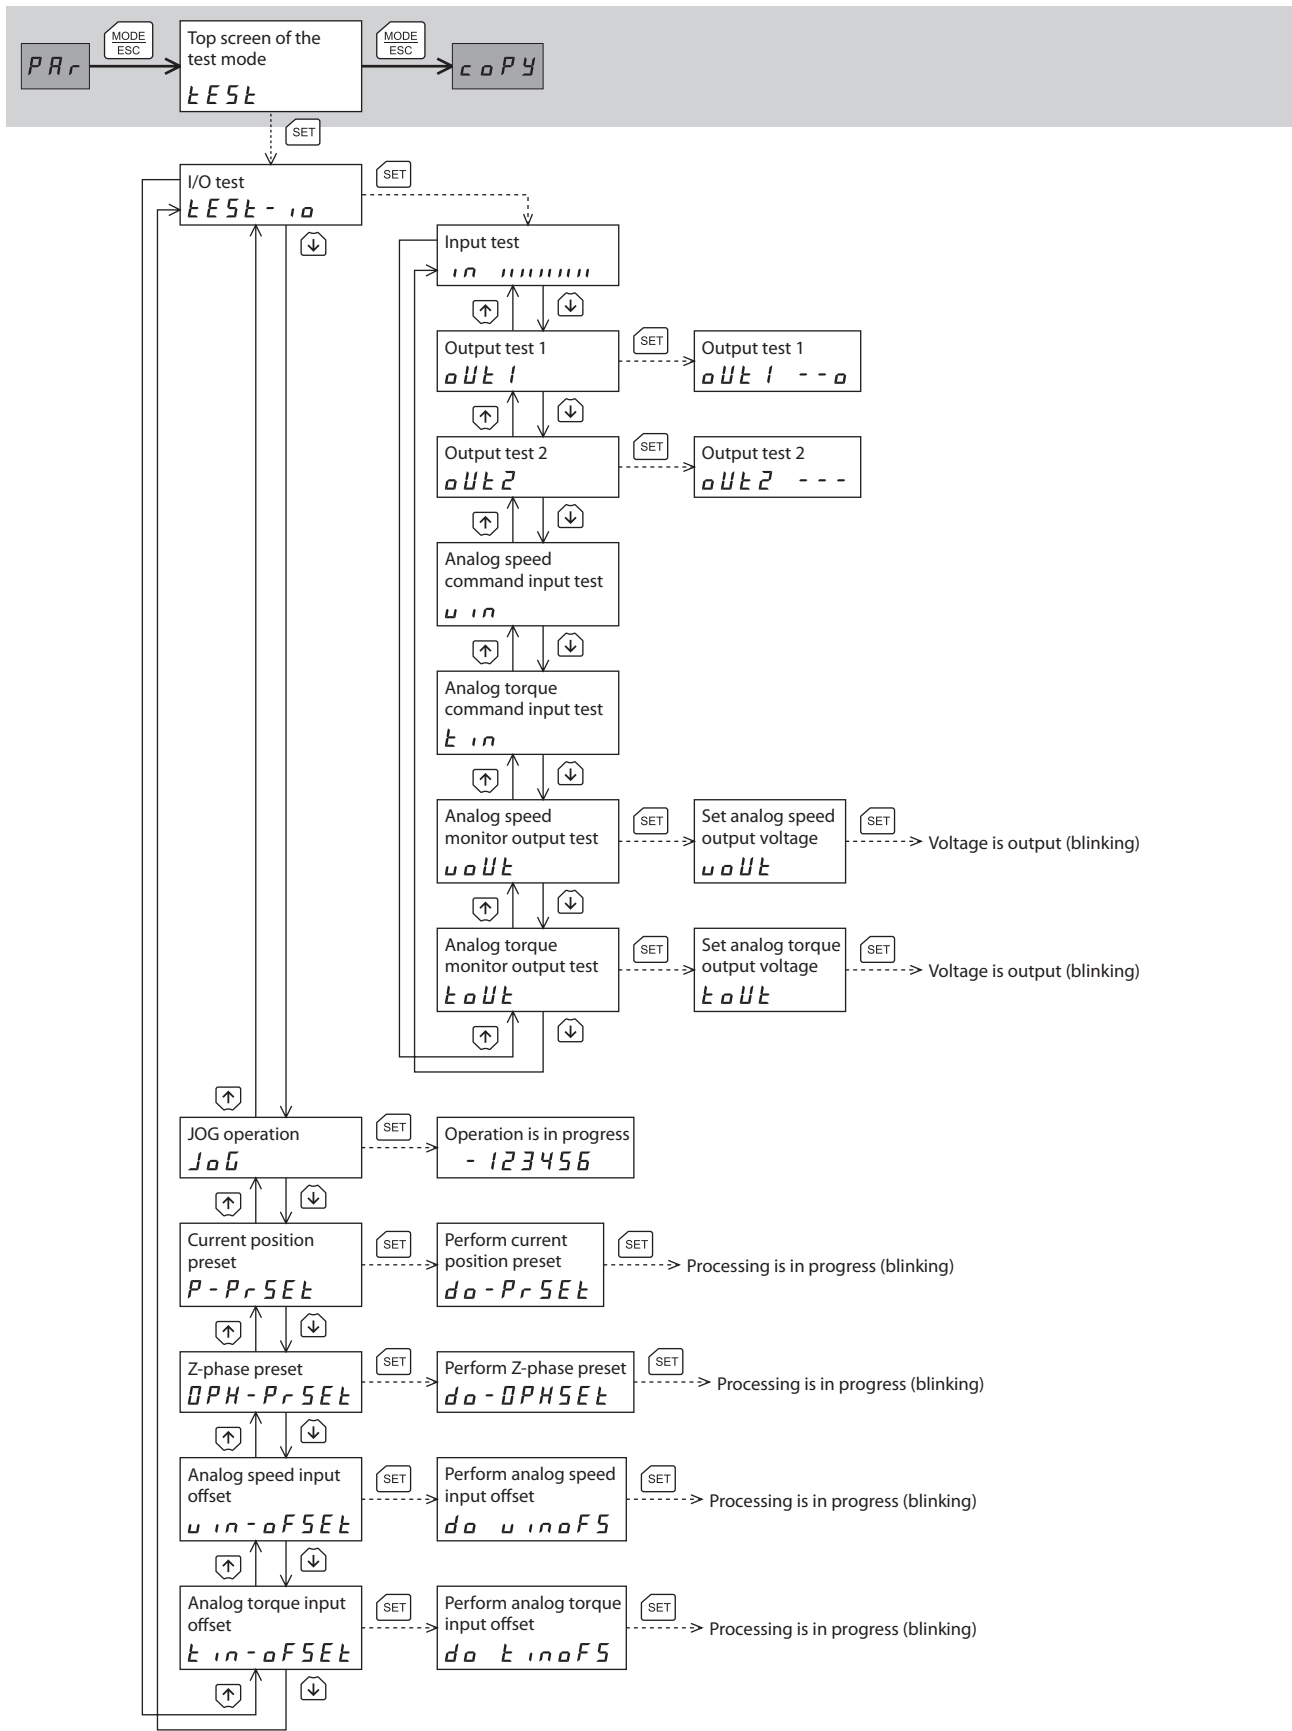 MODE
ESC
MODE
ESC
PAr
Top screen of the
test mode
tESt
coPY
SET
I/O test
tESt-io
SET
Input test
in
Output test 1
oUt1
SET
Output test 1
oUt1 --o
Output test 2
oUt2
SET
Output test 2
oUt2 ---
Analog speed
command input test
vin
Analog torque
command input test
tin
Analog speed
monitor output test
voUt
SET
Set analog speed
output voltage
voUt
SET
Voltage is output (blinking)
Analog torque
monitor output test
toUt
SET
Set analog torque
output voltage
toUt
SET
Voltage is output (blinking)
JOG operation
JoG
SET
Operation is in progress
-123456
Current position
preset
P-PrSEt
SET
Perform current
position preset
do-PrSEt
SET
Processing is in progress (blinking)
Z-phase preset
0PH-PrSEt
SET
Perform Z-phase preset
do-0PHSEt
SET
Processing is in progress (blinking)
Analog speed input
offset
vin-oFSEt
SET
Perform analog speed
input offset
do vinoFS
SET
Processing is in progress (blinking)
Analog torque input
offset
tin-oFSEt
SET
Perform analog torque
input offset
do tinoFS
SET
Processing is in progress (blinking)